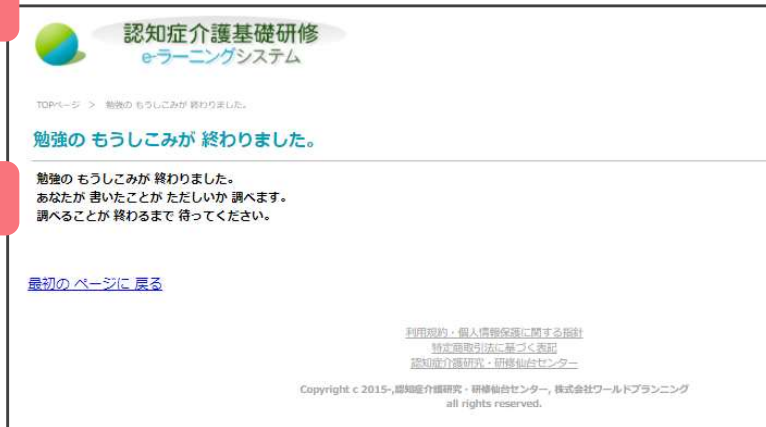 認知症介護基礎研修
e-ラーニングシステム
TOPページ > 勉強の もうしこみが 終わりました。
勉強の もうしこみが 終わりました。
勉強の もうしこみが 終わりました。
あなたが 書いたことが ただしいか 調べます。
調べることが 終わるまで 待ってください。
最初の ページに 戻る
利用規約・個人情報保護に関する指針
特定商取引法に基づく表記
認知症介護研究・研修仙台センター
Copyright c 2015-,認知症介護研究・研修仙台センター, 株式会社ワールドプランニング
all rights reserved.